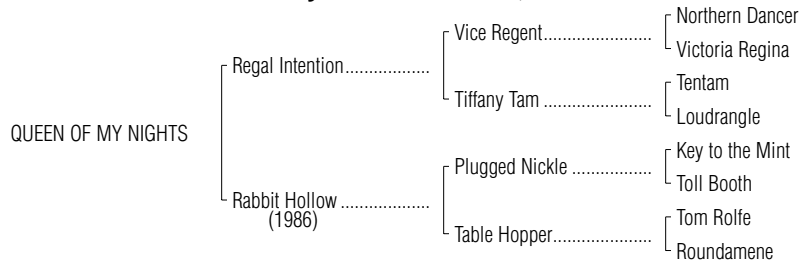 Northern Dancer
Vice Regent........................
Victoria Regina
Regal Intention...................
Tentam
Tiffany Tam ........................
Loudrangle
QUEEN OF MY NIGHTS
Key to the Mint
Plugged Nickle ..................
Toll Booth
Rabbit Hollow ....................
(1986)
Tom Rolfe
Table Hopper......................
Roundamene